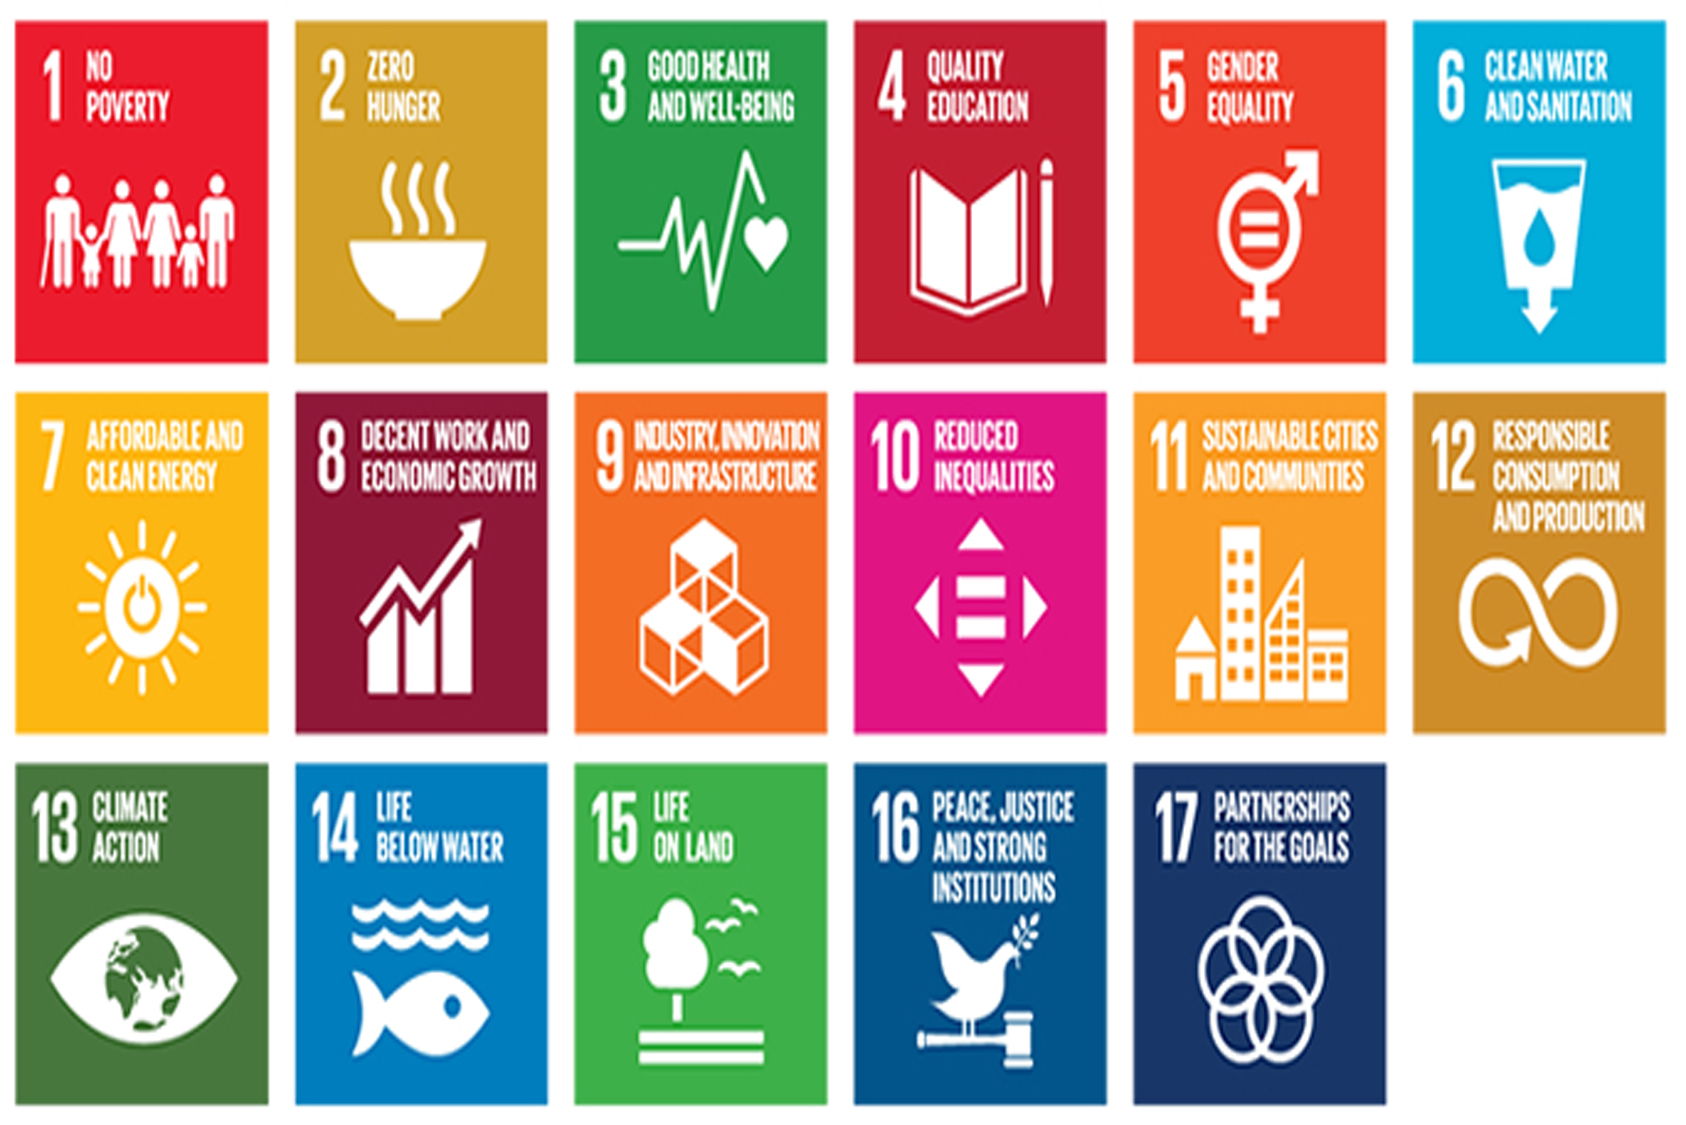 1 NO
POVERTY
2 ZERO
HUNGER
3 GOOD HEALTH
AND WELL-BEING
4 QUALITY
EDUCATION
5 GENDER
EQUALITY
6 CLEAN WATER
AND SANITATION
7 AFFORDABLE AND
CLEAN ENERGY
8 DECENT WORK AND
ECONOMIC GROWTH
9 INDUSTRY, INNOVATION
AND INFRASTRUCTURE
10 REDUCED
INEQUALITIES
11 SUSTAINABLE CITIES
AND COMMUNITIES
12 RESPONSIBLE
CONSUMPTION
AND PRODUCTION
13 CLIMATE
ACTION
14 LIFE
BELOW WATER
15 LIFE
ON LAND
16 PEACE, JUSTICE
AND STRONG
INSTITUTIONS
17 PARTNERSHIPS
FOR THE GOALS